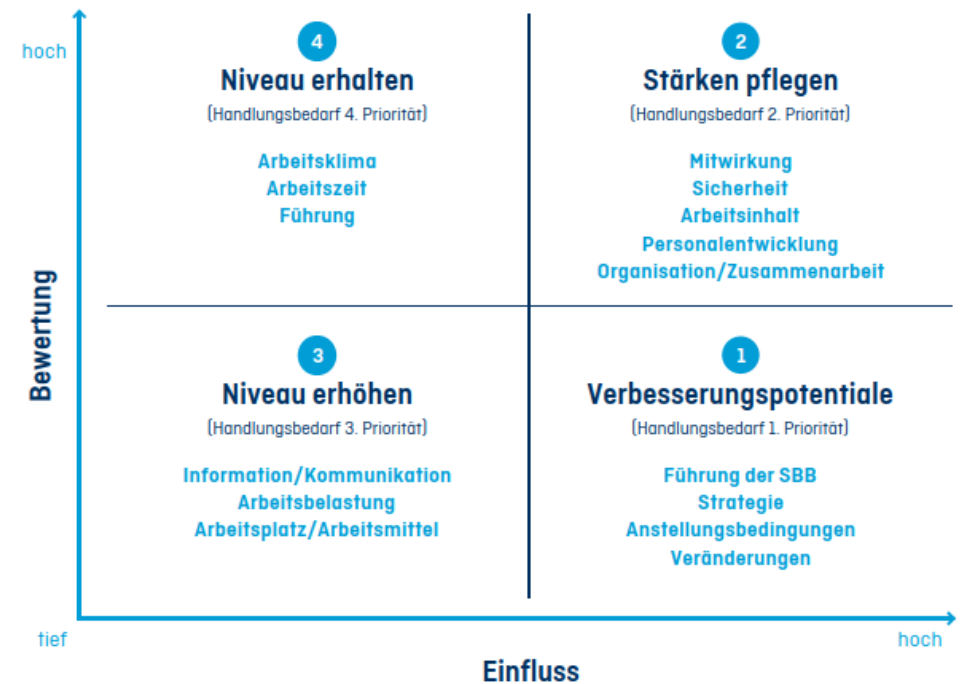 hoch
4
Niveau erhalten
(Handlungsbedarf 4. Priorität)
Arbeitsklima
Arbeitszeit
Führung
2
Stärken pflegen
(Handlungsbedarf 2. Priorität)
Mitwirkung
Sicherheit
Arbeitsinhalt
Personalentwicklung
Organisation/Zusammenarbeit
Bewertung
3
Niveau erhöhen
(Handlungsbedarf 3. Priorität)
Information/Kommunikation
Arbeitsbelastung
Arbeitsplatz/Arbeitsmittel
1
Verbesserungspotentiale
(Handlungsbedarf 1. Priorität)
Führung der SBB
Strategie
Anstellungsbedingungen
Veränderungen
tief
hoch
Einfluss